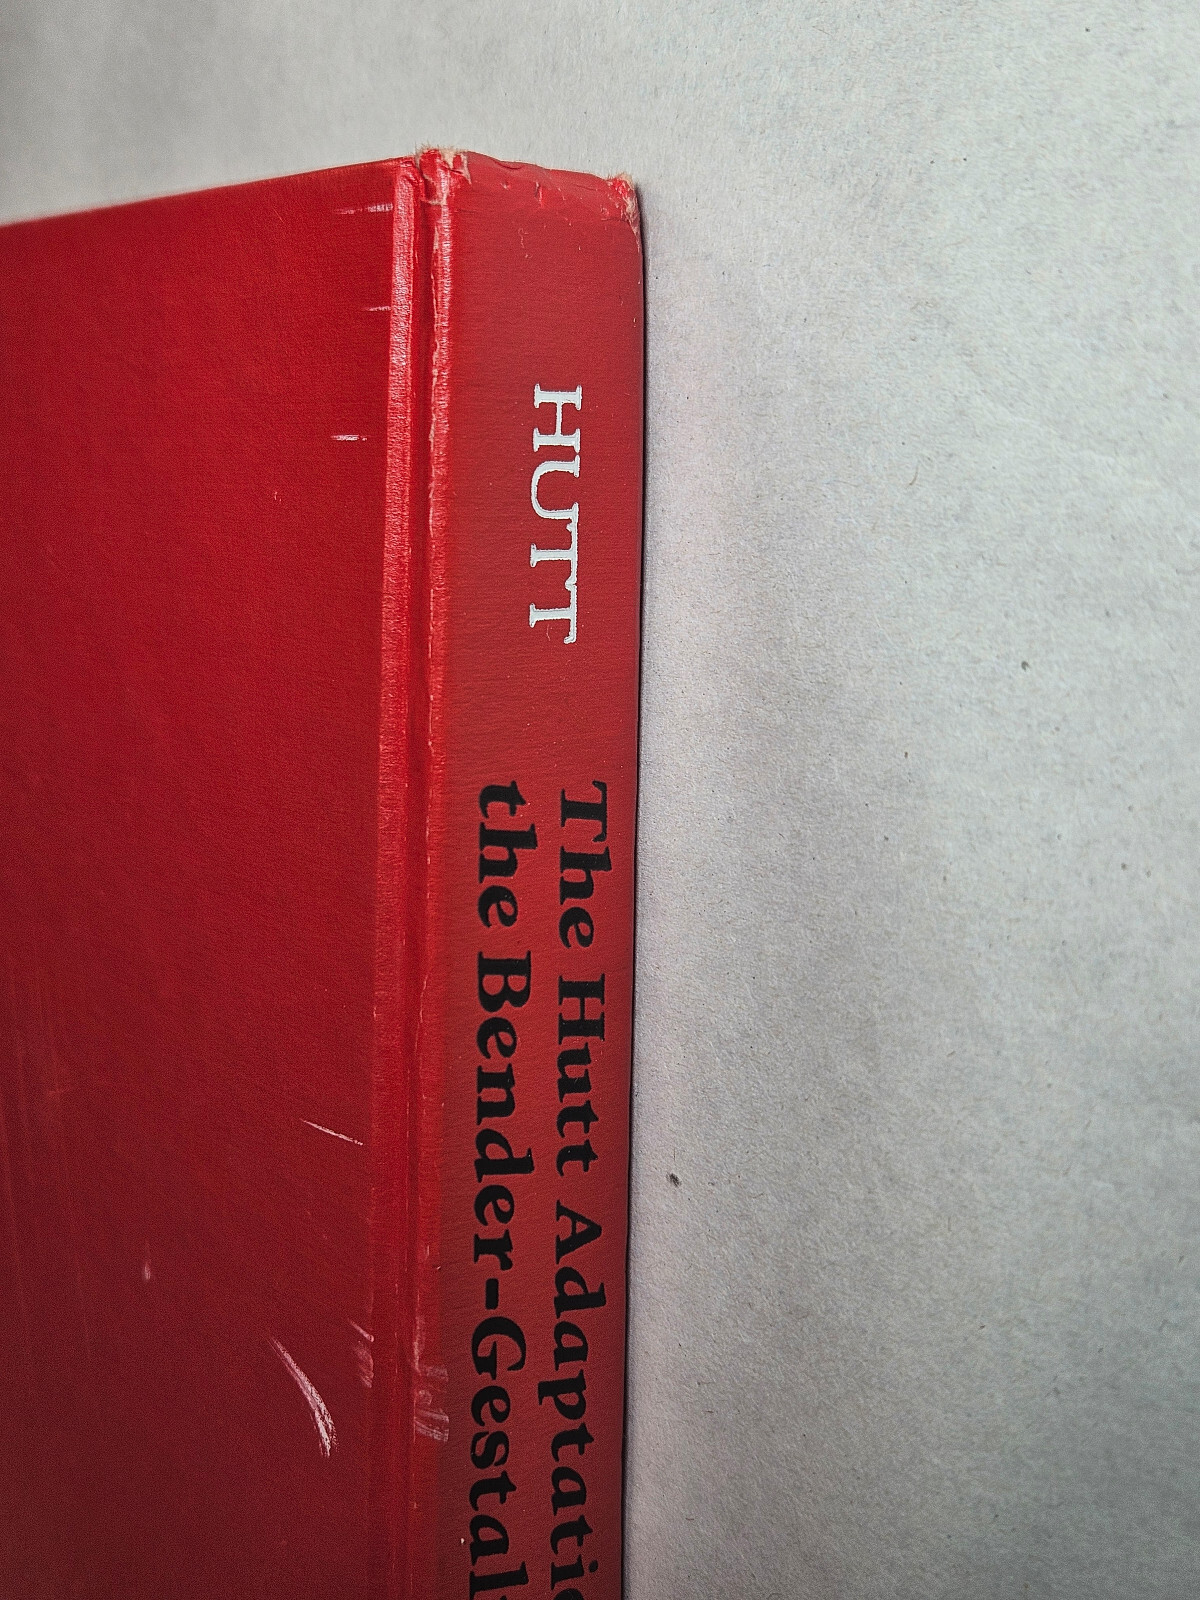 HUTT
The Hutt Adaptati
the Bender-Gestal